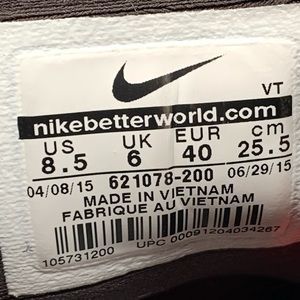 VT
nikebetterworld.com
US UK EUR cm
8.5 6 40 25.5
04/08/15 621078-200 06/29/15
MADE IN VIETNAM
FABRIQUE AU VIETNAM
105731200 UPC 00091204034267